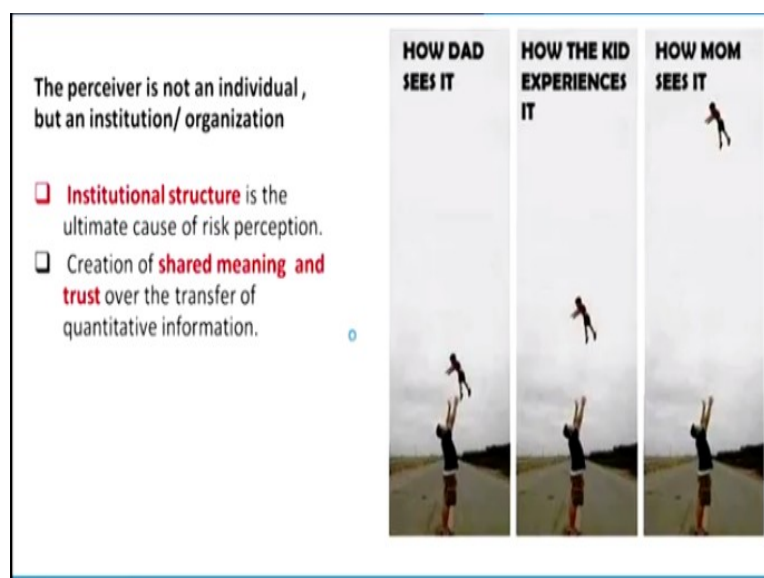 The perceiver is not an individual ,
but an institution/ organization
Institutional structure is the
ultimate cause of risk perception.
Creation of shared meaning and
trust over the transfer of
quantitative information.
HOW DAD
SEES IT
HOW THE KID
EXPERIENCES
IT
HOW MOM
SEES IT